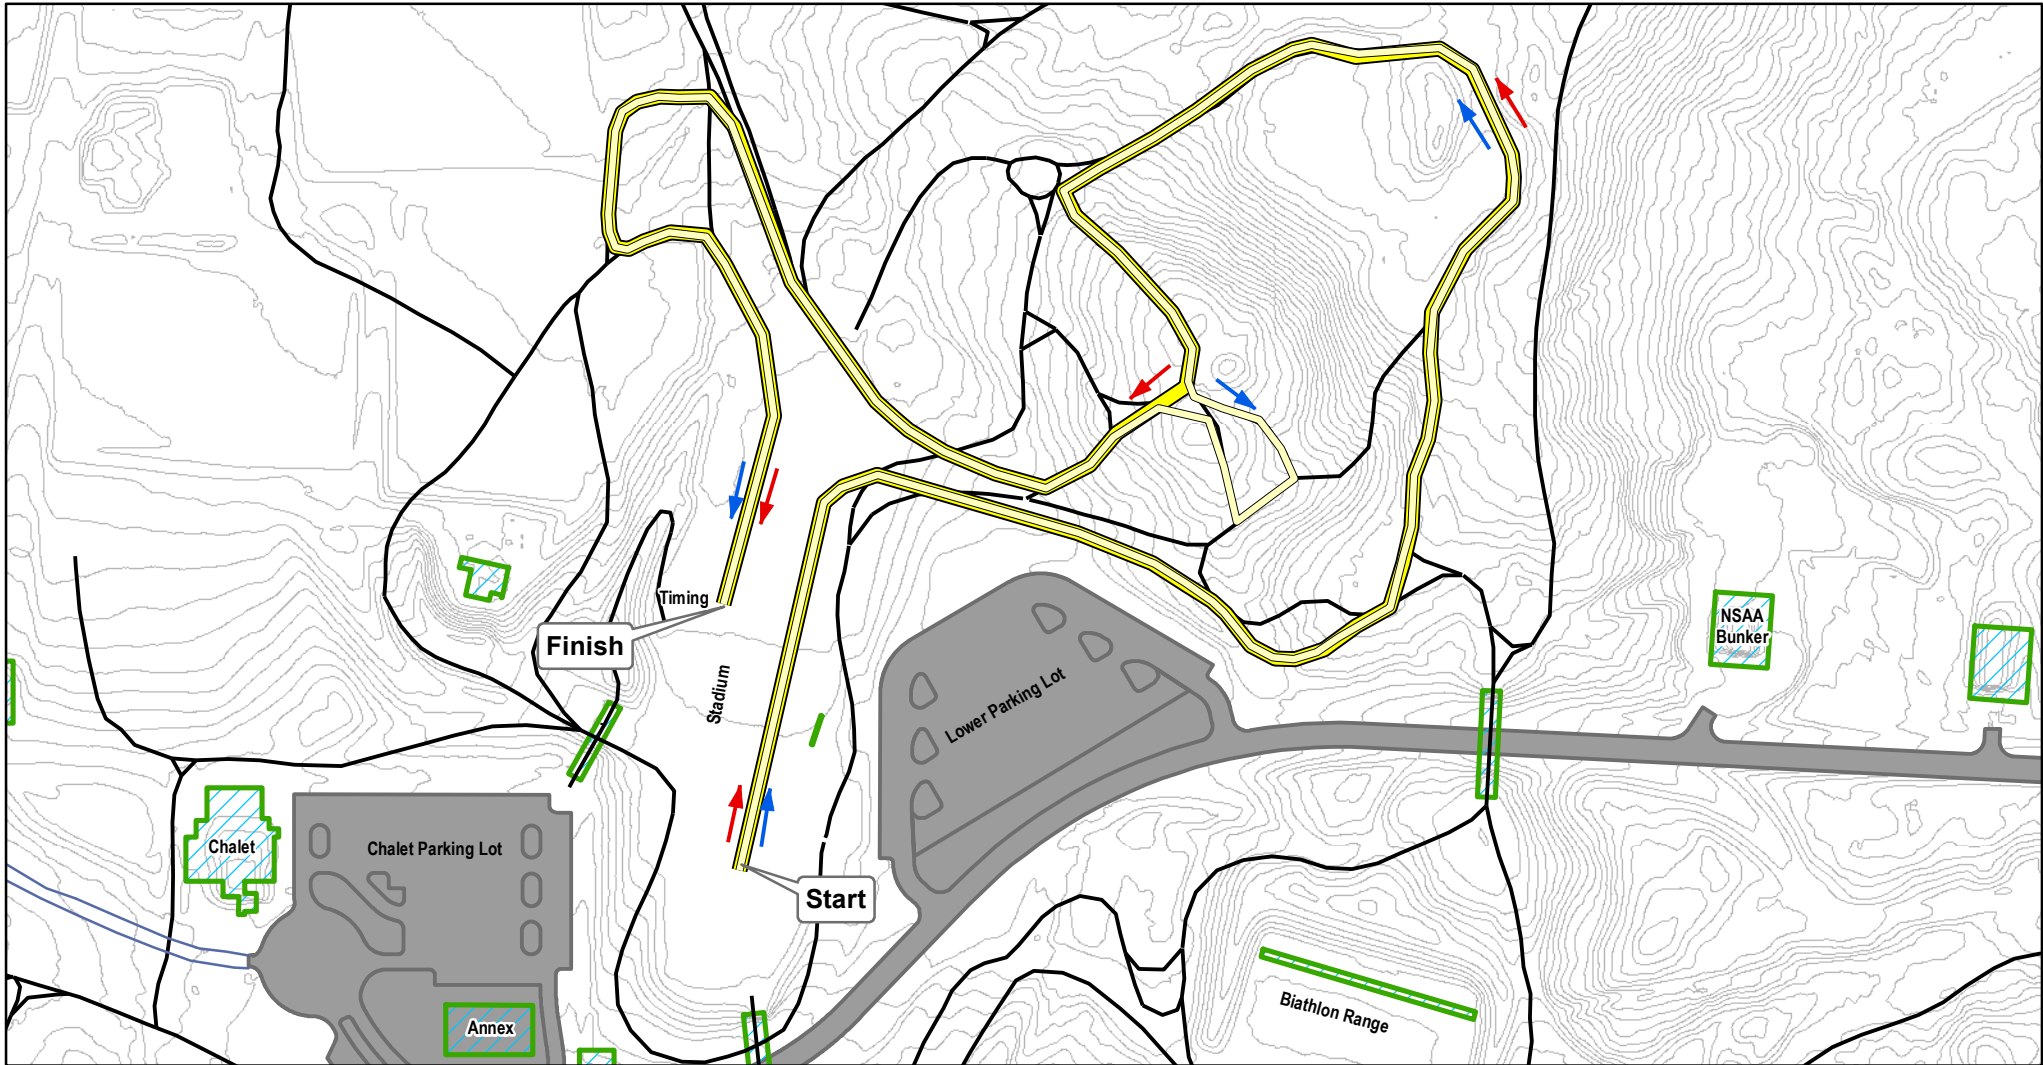 Timing
Finish
NSAA
Bunker
Stadium
Lower Parking Lot
Chalet
Chalet Parking Lot
Start
Biathlon Range
Annex